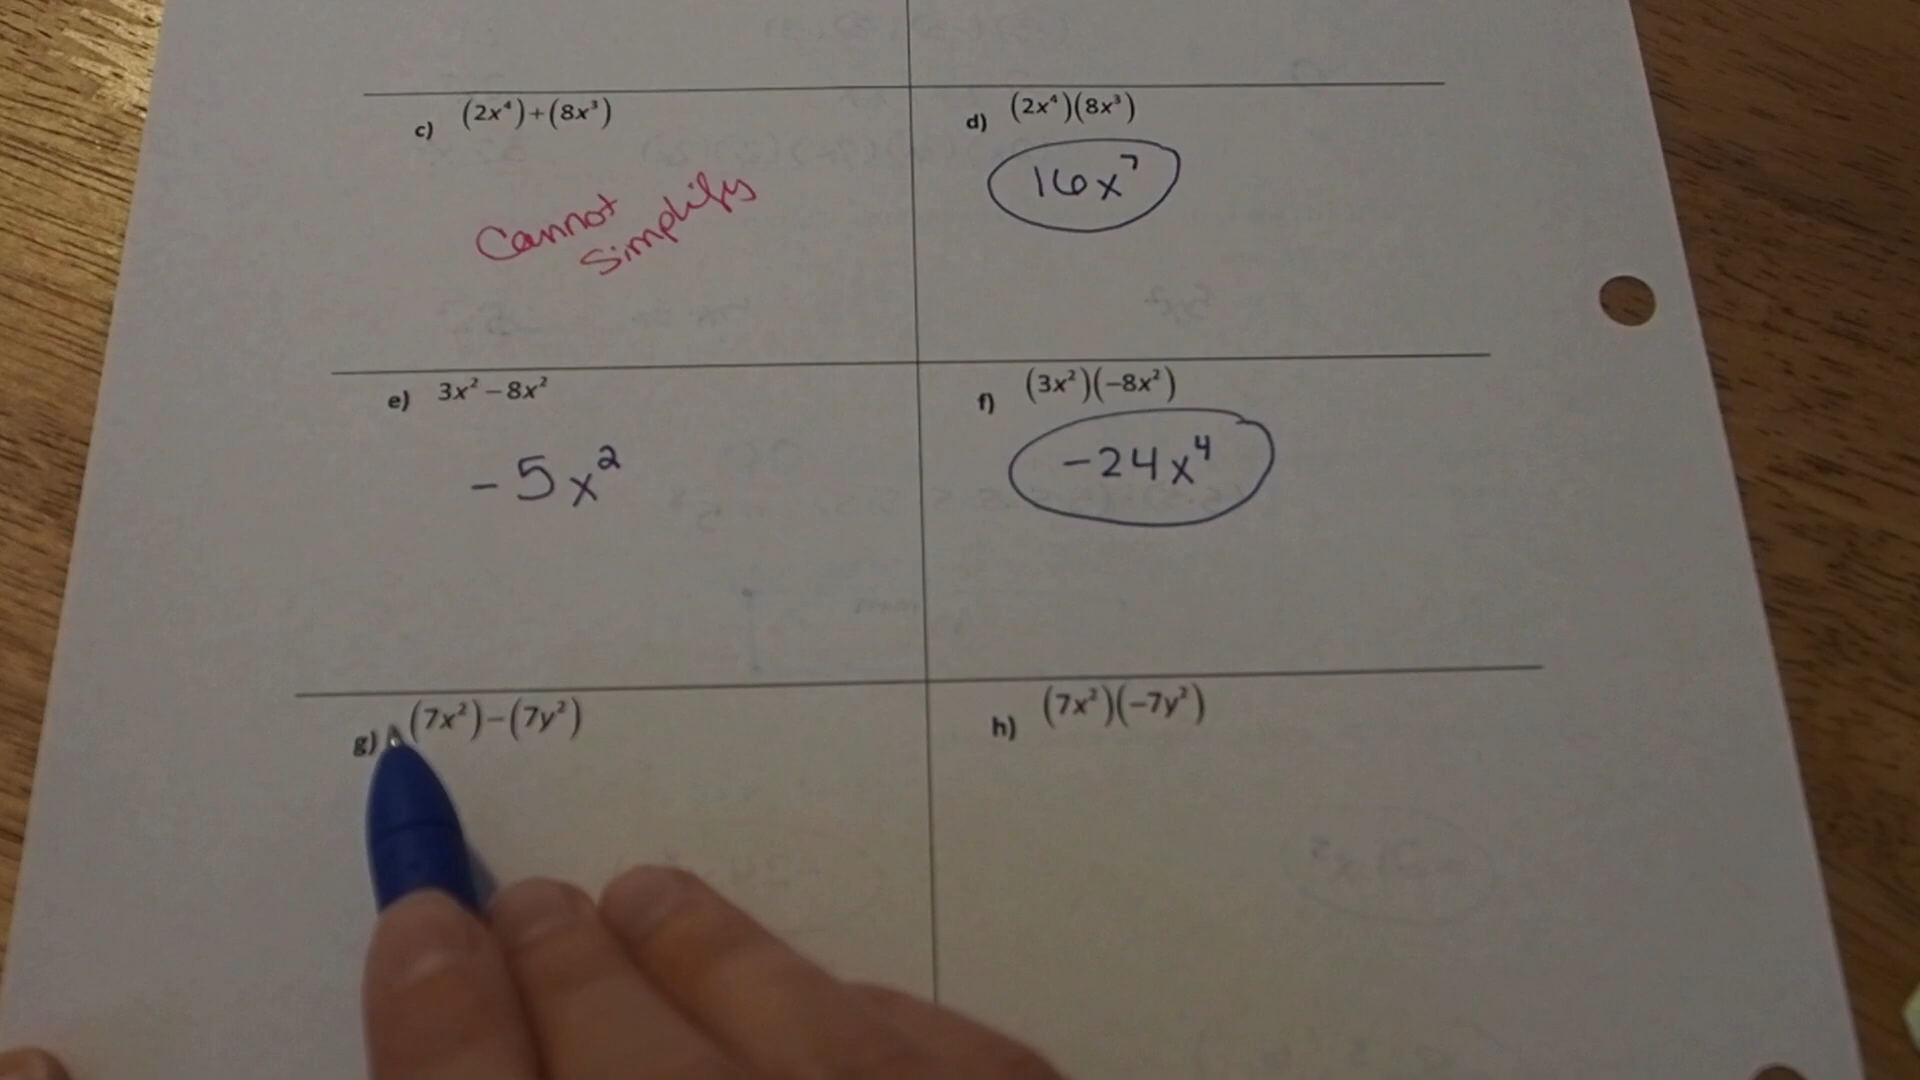 c) (2x⁴)+(8x³)
Cannot
simplify
d) (2x⁴)(8x³)
16x⁷
e) 3x² – 8x²
-5x²
f) (3x²)(–8x²)
-24x⁴
g) (7x²)–(7y²)
h) (7x²)(–7y²)